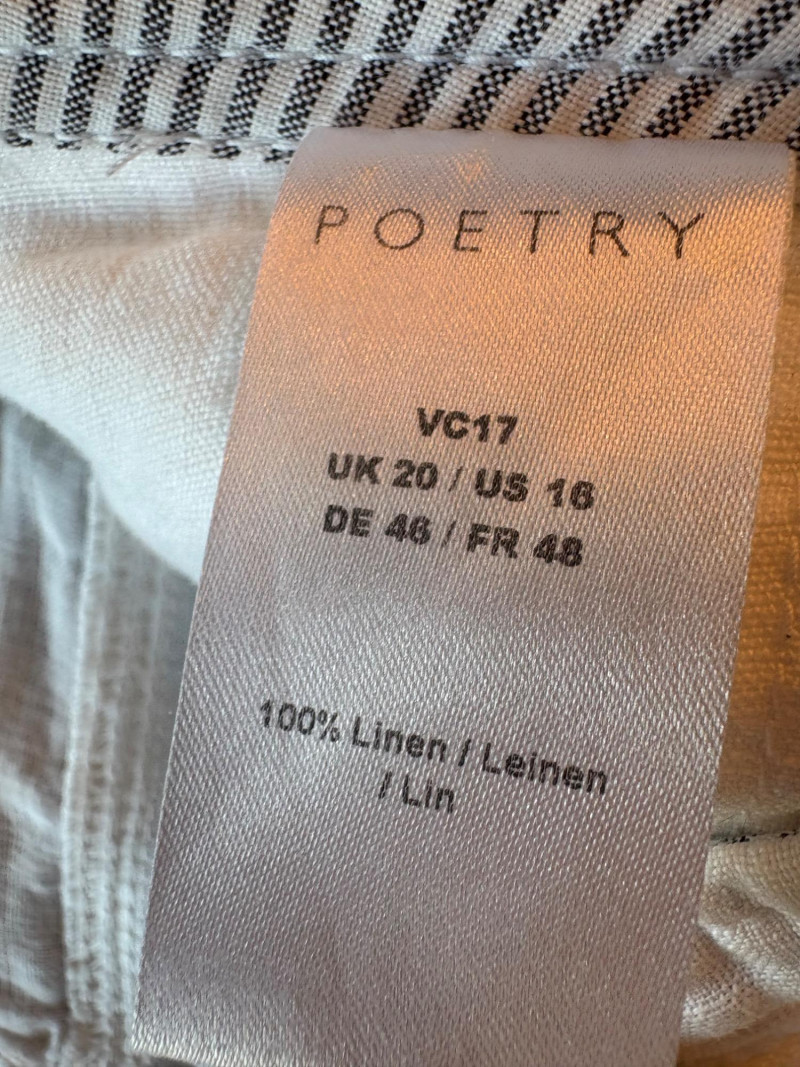 POETRY
VC17
UK 20 / US 16
DE 46 / FR 48
100% Linen / Leinen
/ Lin